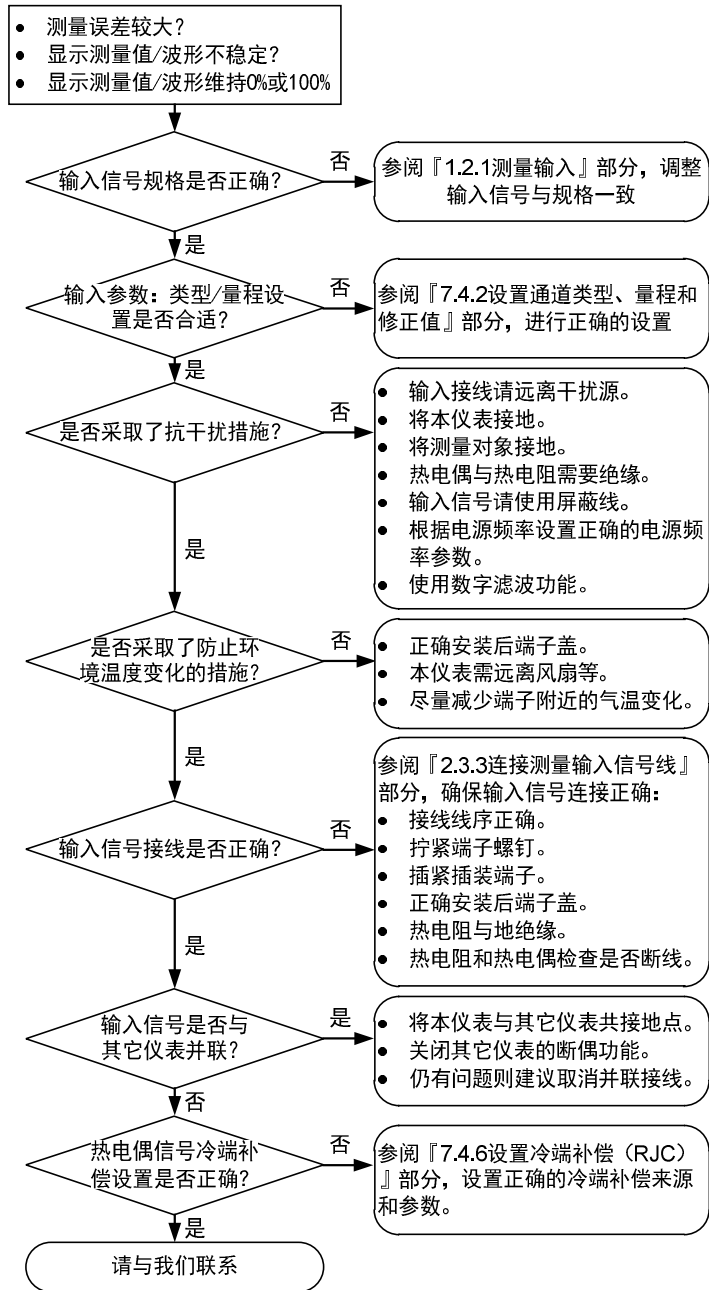 ● 测量误差较大?
● 显示测量值/波形不稳定?
● 显示测量值/波形维持0%或100%
输入信号规格是否正确?
否
参阅『1.2.1测量输入』部分，调整
输入信号与规格一致
是
输入参数：类型/量程设
置是否合适?
否
参阅『7.4.2设置通道类型、量程和
修正值』部分，进行正确的设置
是
是否采取了抗干扰措施?
否
● 输入接线请远离干扰源。
● 将本仪表接地。
● 将测量对象接地。
● 热电偶与热电阻需要绝缘。
● 输入信号请使用屏蔽线。
● 根据电源频率设置正确的电源频
率参数。
● 使用数字滤波功能。
是
是否采取了防止环
境温度变化的措施?
否
● 正确安装后端子盖。
● 本仪表需远离风扇等。
● 尽量减少端子附近的气温变化。
是
输入信号接线是否正确?
否
参阅『2.3.3连接测量输入信号线』
部分，确保输入信号连接正确：
● 接线线序正确。
● 拧紧端子螺钉。
● 插紧插装端子。
● 正确安装后端子盖。
● 热电阻与地绝缘。
● 热电阻和热电偶检查是否断线。
是
输入信号是否与
其它仪表并联?
是
● 将本仪表与其它仪表共接地点。
● 关闭其它仪表的断偶功能。
● 仍有问题则建议取消并联接线。
否
热电偶信号冷端补
偿设置是否正确?
否
参阅『7.4.6设置冷端补偿（RJC）
』部分，设置正确的冷端补偿来源
和参数。
是
请与我们联系